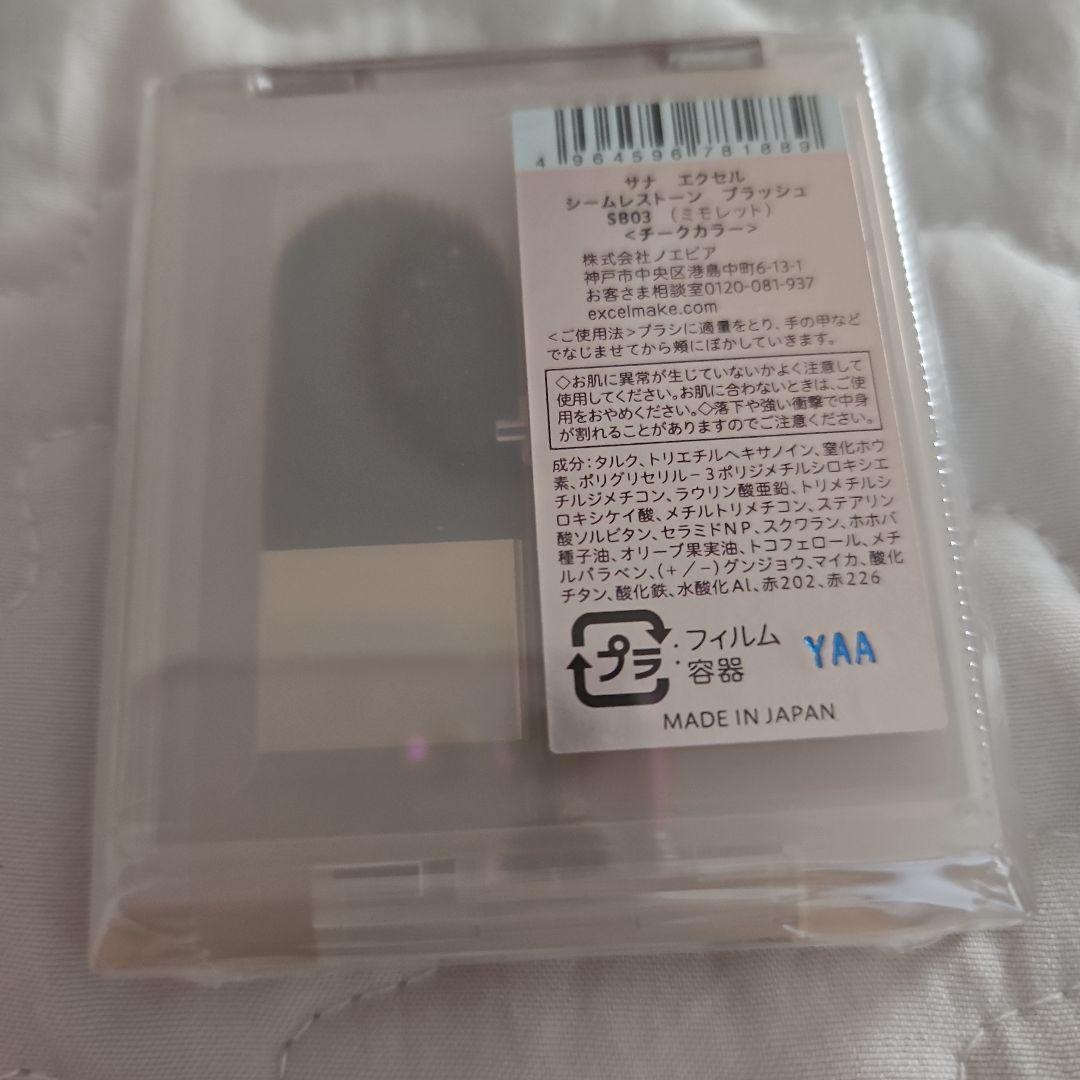 4 964596 781889
サナ エクセル
シームレストーン ブラッシュ
SB03 (ミモレット)
<チークカラー>
株式会社ノエビア
神戸市中央区港島中町6-13-1
お客さま相談室0120-081-937
excelmake.com
<ご使用法>ブラシに適量をとり、手の甲など
でなじませてから頬にぼかしていきます。
◇お肌に異常が生じていないかよく注意して
使用してください。お肌に合わないときは、ご使
用をおやめください。◇落下や強い衝撃で中身
が割れることがありますのでご注意ください。
成分:タルク、トリエチルヘキサノイン、窒化ホウ
素、ポリグリセリル-3ポリジメチルシロキシエ
チルジメチコン、ラウリン酸亜鉛、トリメチルシ
ロキシケイ酸、メチルトリメチコン、ステアリン
酸ソルビタン、セラミドNP、スクワラン、ホホバ
種子油、オリーブ果実油、トコフェロール、メチ
ルパラベン、(+/-)グンジョウ、マイカ、酸化
チタン、酸化鉄、水酸化Al、赤202、赤226
プラ:フィルム
容器
YAA
MADE IN JAPAN